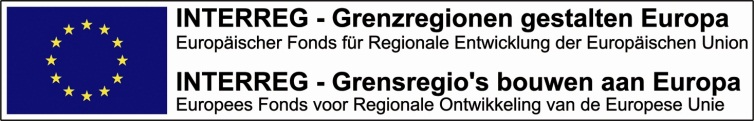 INTERREG - Grenzregionen gestalten Europa
Europäischer Fonds für Regionale Entwicklung der Europäischen Union
INTERREG - Grensregio's bouwen aan Europa
Europees Fonds voor Regionale Ontwikkeling van de Europese Unie